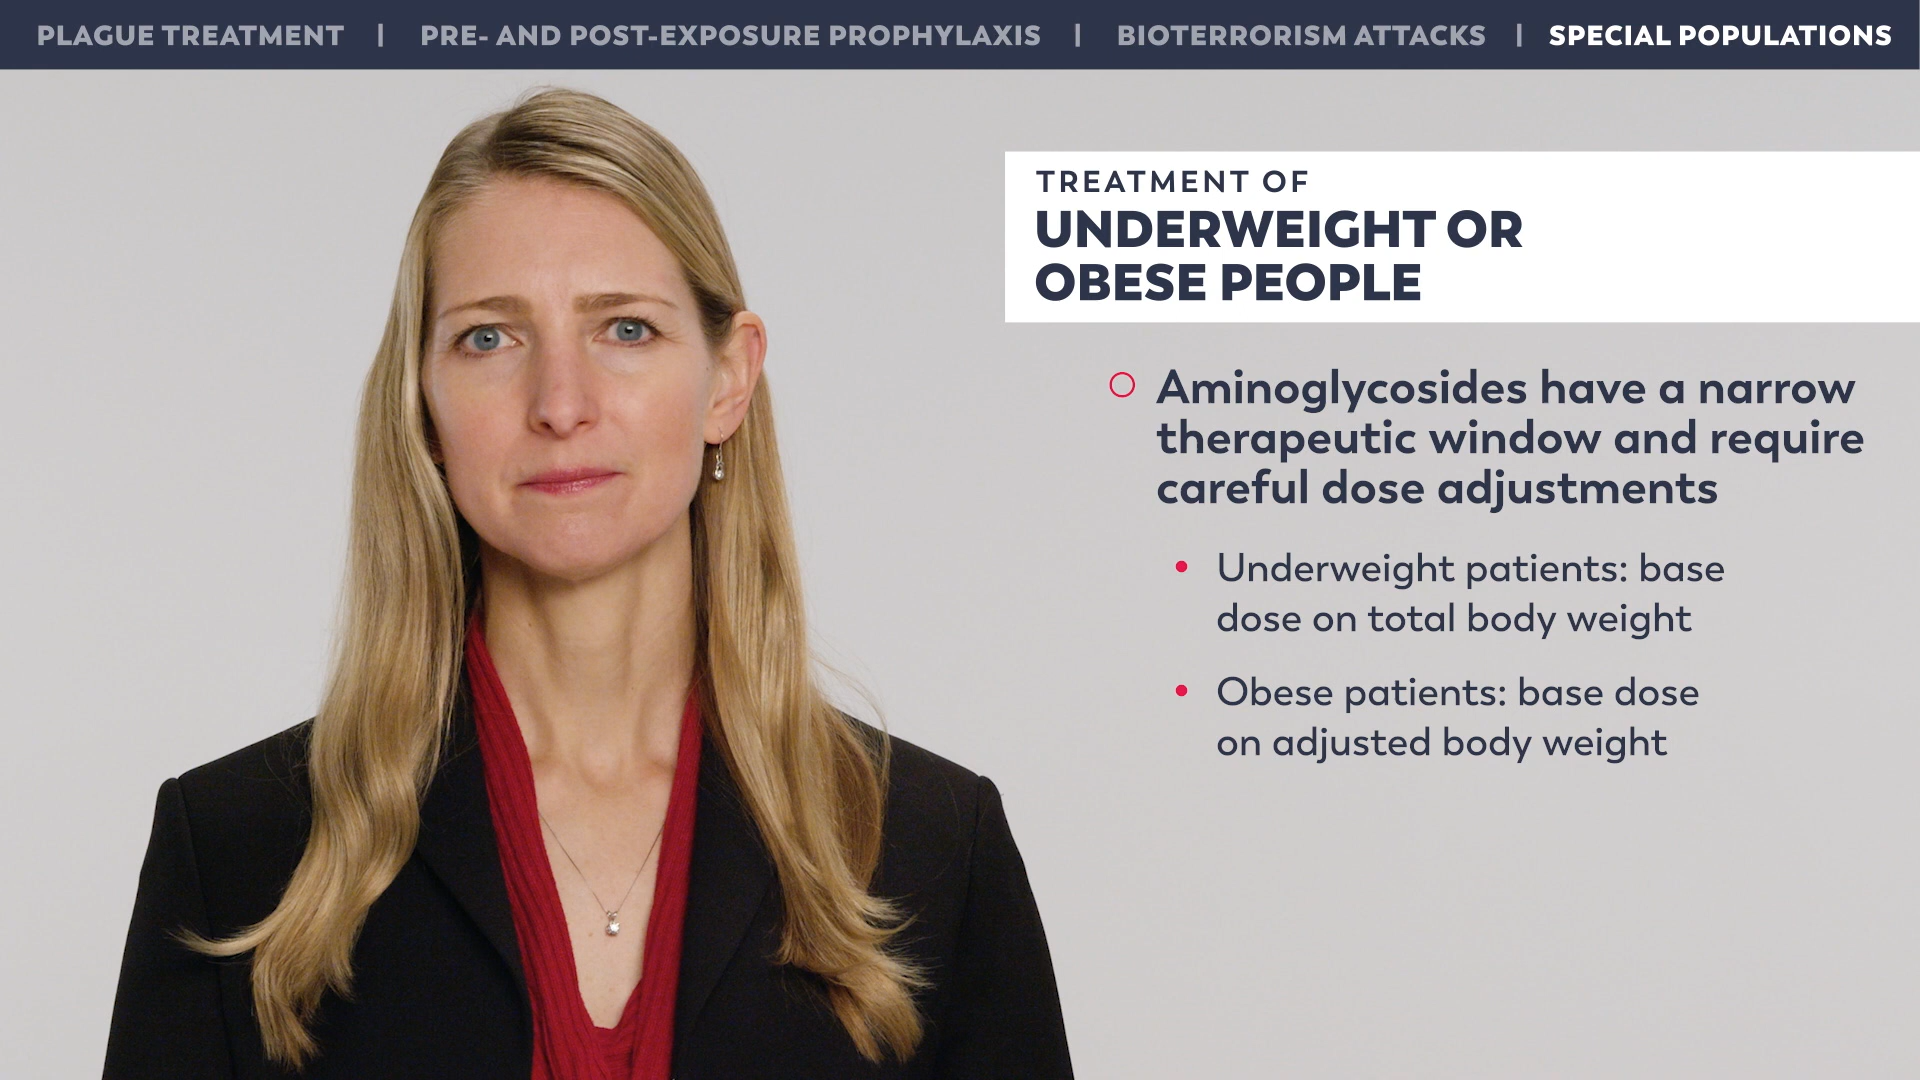 PLAGUE TREATMENT | PRE- AND POST-EXPOSURE PROPHYLAXIS | BIOTERRORISM ATTACKS | SPECIAL POPULATIONS
TREATMENT OF
UNDERWEIGHT OR
OBESE PEOPLE
Aminoglycosides have a narrow
therapeutic window and require
careful dose adjustments
Underweight patients: base
dose on total body weight
Obese patients: base dose
on adjusted body weight